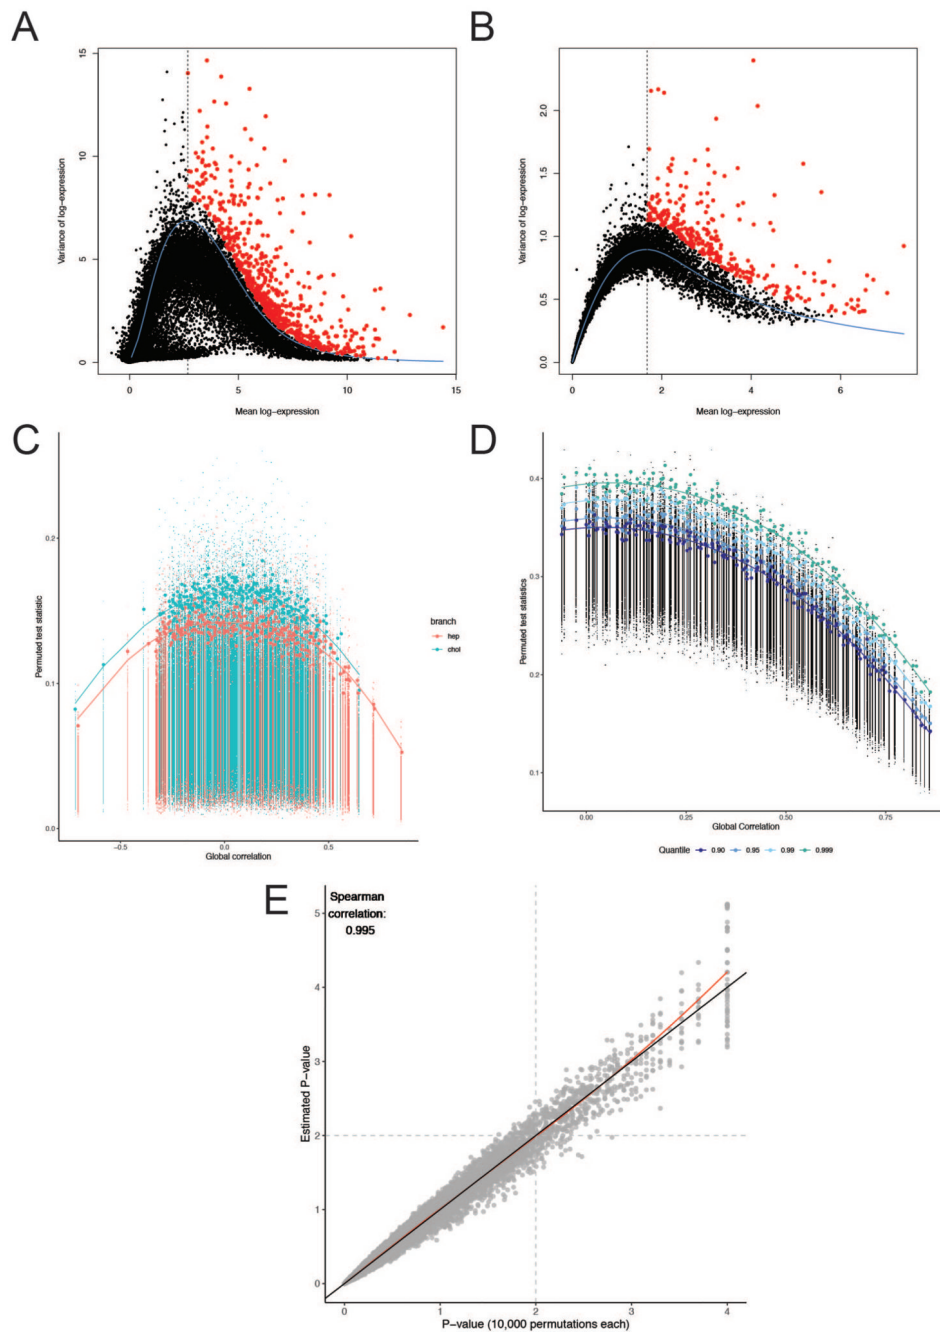 A
15
10
5
0
Variance of log-expression
0
5
10
15
Mean log-expression
B
2.0
1.5
1.0
0.5
0.0
Variance of log-expression
0
2
4
6
Mean log-expression
C
0.2
0.1
0.0
Permuted test statistic
-0.5
0.0
0.5
Global correlation
branch
hep
chol
D
0.4
0.3
0.2
0.1
Permuted test statistics
0.00
0.25
0.50
0.75
Global Correlation
Quantile 0.90 0.95 0.99 0.999
E
Spearman
correlation:
0.995
5
4
3
2
1
0
Estimated P-value
0
1
2
3
4
P-value (10,000 permutations each)